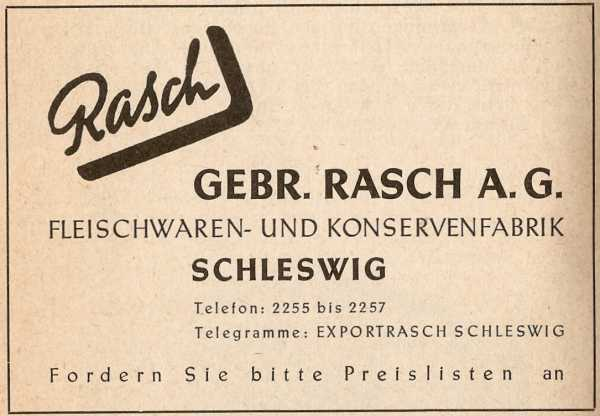 Rasch
GEBR. RASCH A.G.
FLEISCHWAREN- UND KONSERVENFABRIK
SCHLESWIG
Telefon: 2255 bis 2257
Telegramme: EXPORTRASCH SCHLESWIG
Fordern Sie bitte Preislisten an